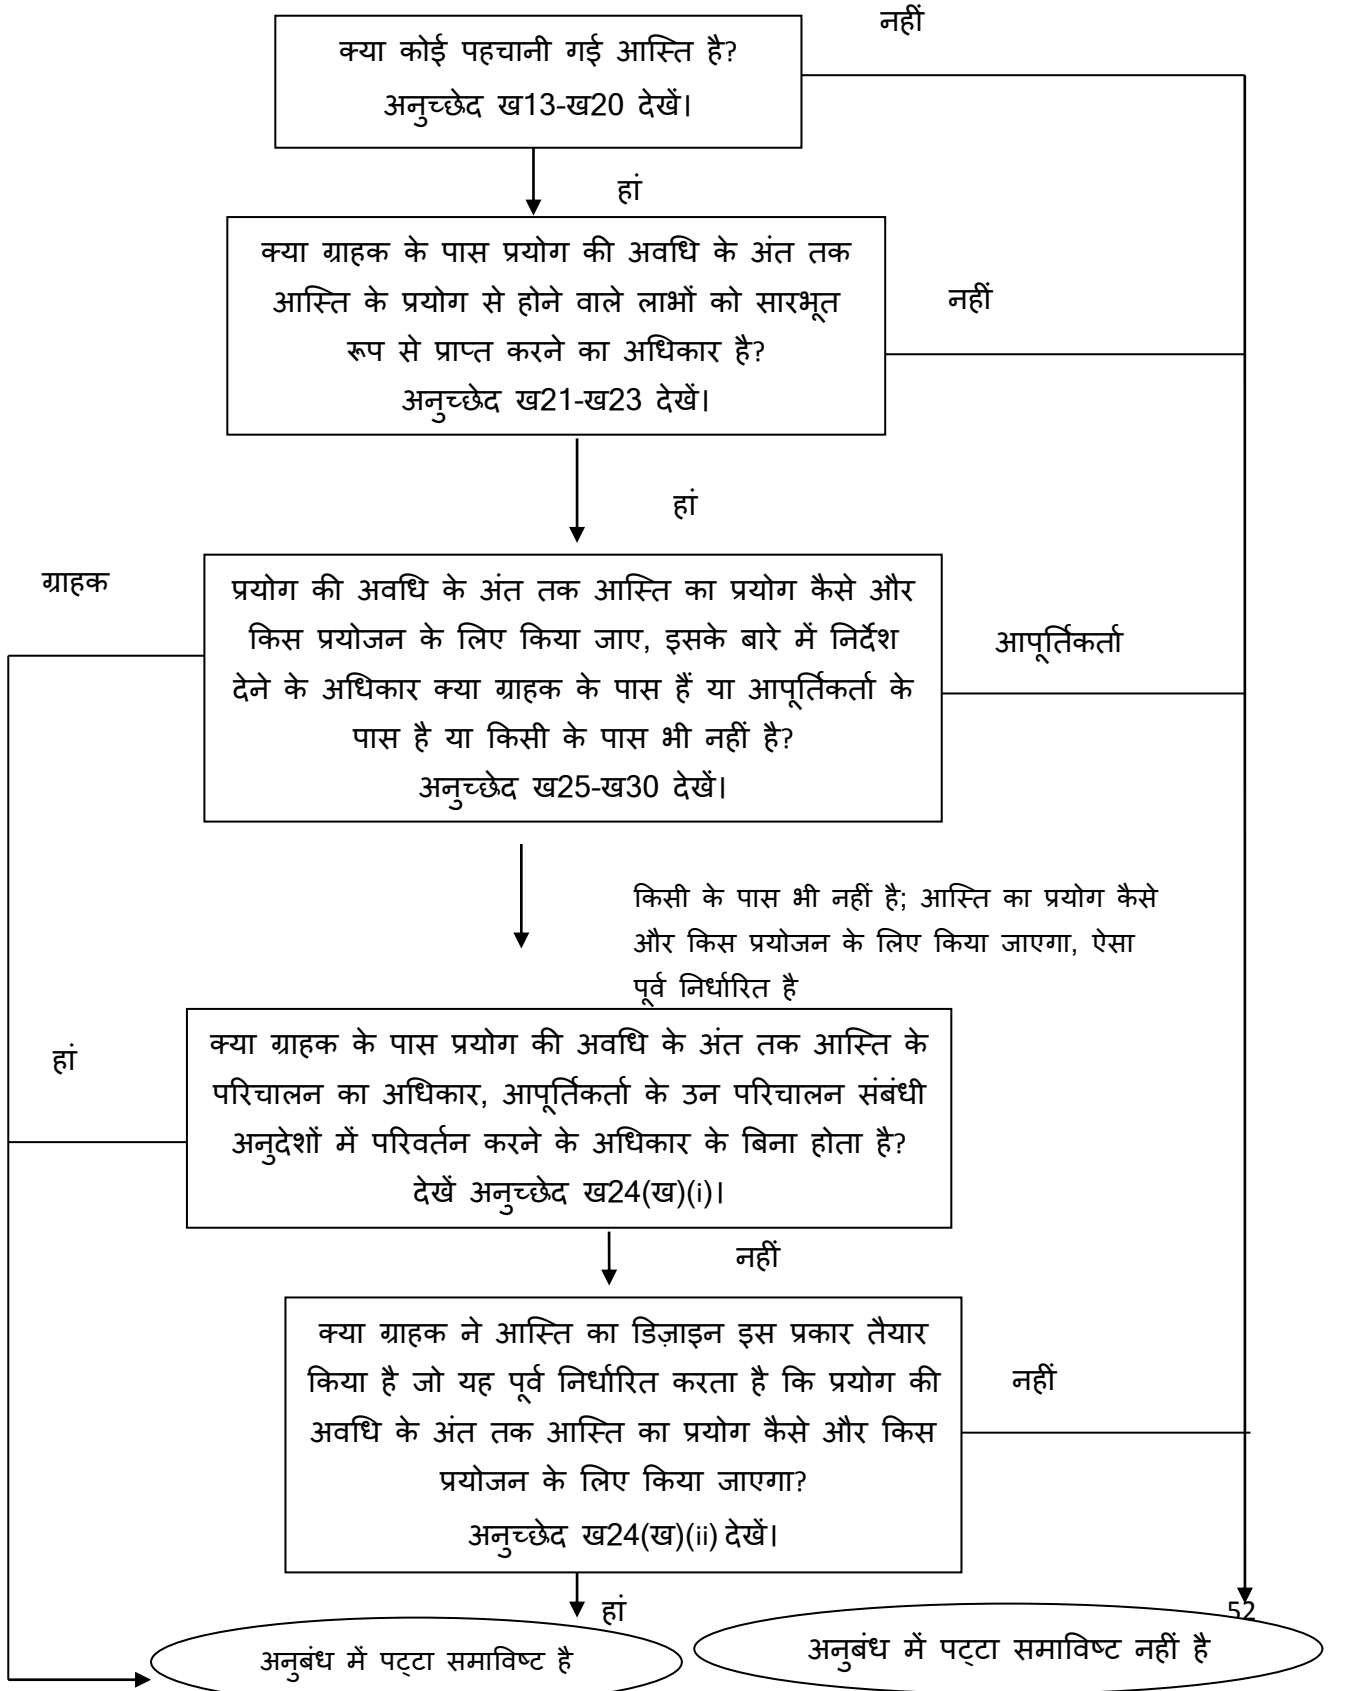 नहीं
क्या कोई पहचानी गई आस्ति है?
अनुच्छेद ख13-ख20 देखें।
हां
क्या ग्राहक के पास प्रयोग की अवधि के अंत तक
आस्ति के प्रयोग से होने वाले लाभों को सारभूत
रूप से प्राप्त करने का अधिकार है?
अनुच्छेद ख21-ख23 देखें।
नहीं
हां
ग्राहक
प्रयोग की अवधि के अंत तक आस्ति का प्रयोग कैसे और
किस प्रयोजन के लिए किया जाए, इसके बारे में निर्देश
देने के अधिकार क्या ग्राहक के पास हैं या आपूर्तिकर्ता के
पास है या किसी के पास भी नहीं है?
अनुच्छेद ख25-ख30 देखें।
आपूर्तिकर्ता
किसी के पास भी नहीं है; आस्ति का प्रयोग कैसे
और किस प्रयोजन के लिए किया जाएगा, ऐसा
पूर्व निर्धारित है
हां
क्या ग्राहक के पास प्रयोग की अवधि के अंत तक आस्ति के
परिचालन का अधिकार, आपूर्तिकर्ता के उन परिचालन संबंधी
अनुदेशों में परिवर्तन करने के अधिकार के बिना होता है?
देखें अनुच्छेद ख24(ख)(i)।
नहीं
क्या ग्राहक ने आस्ति का डिज़ाइन इस प्रकार तैयार
किया है जो यह पूर्व निर्धारित करता है कि प्रयोग की
अवधि के अंत तक आस्ति का प्रयोग कैसे और किस
प्रयोजन के लिए किया जाएगा?
अनुच्छेद ख24(ख)(ii) देखें।
नहीं
हां
52
अनुबंध में पट्टा समाविष्ट है
अनुबंध में पट्टा समाविष्ट नहीं है